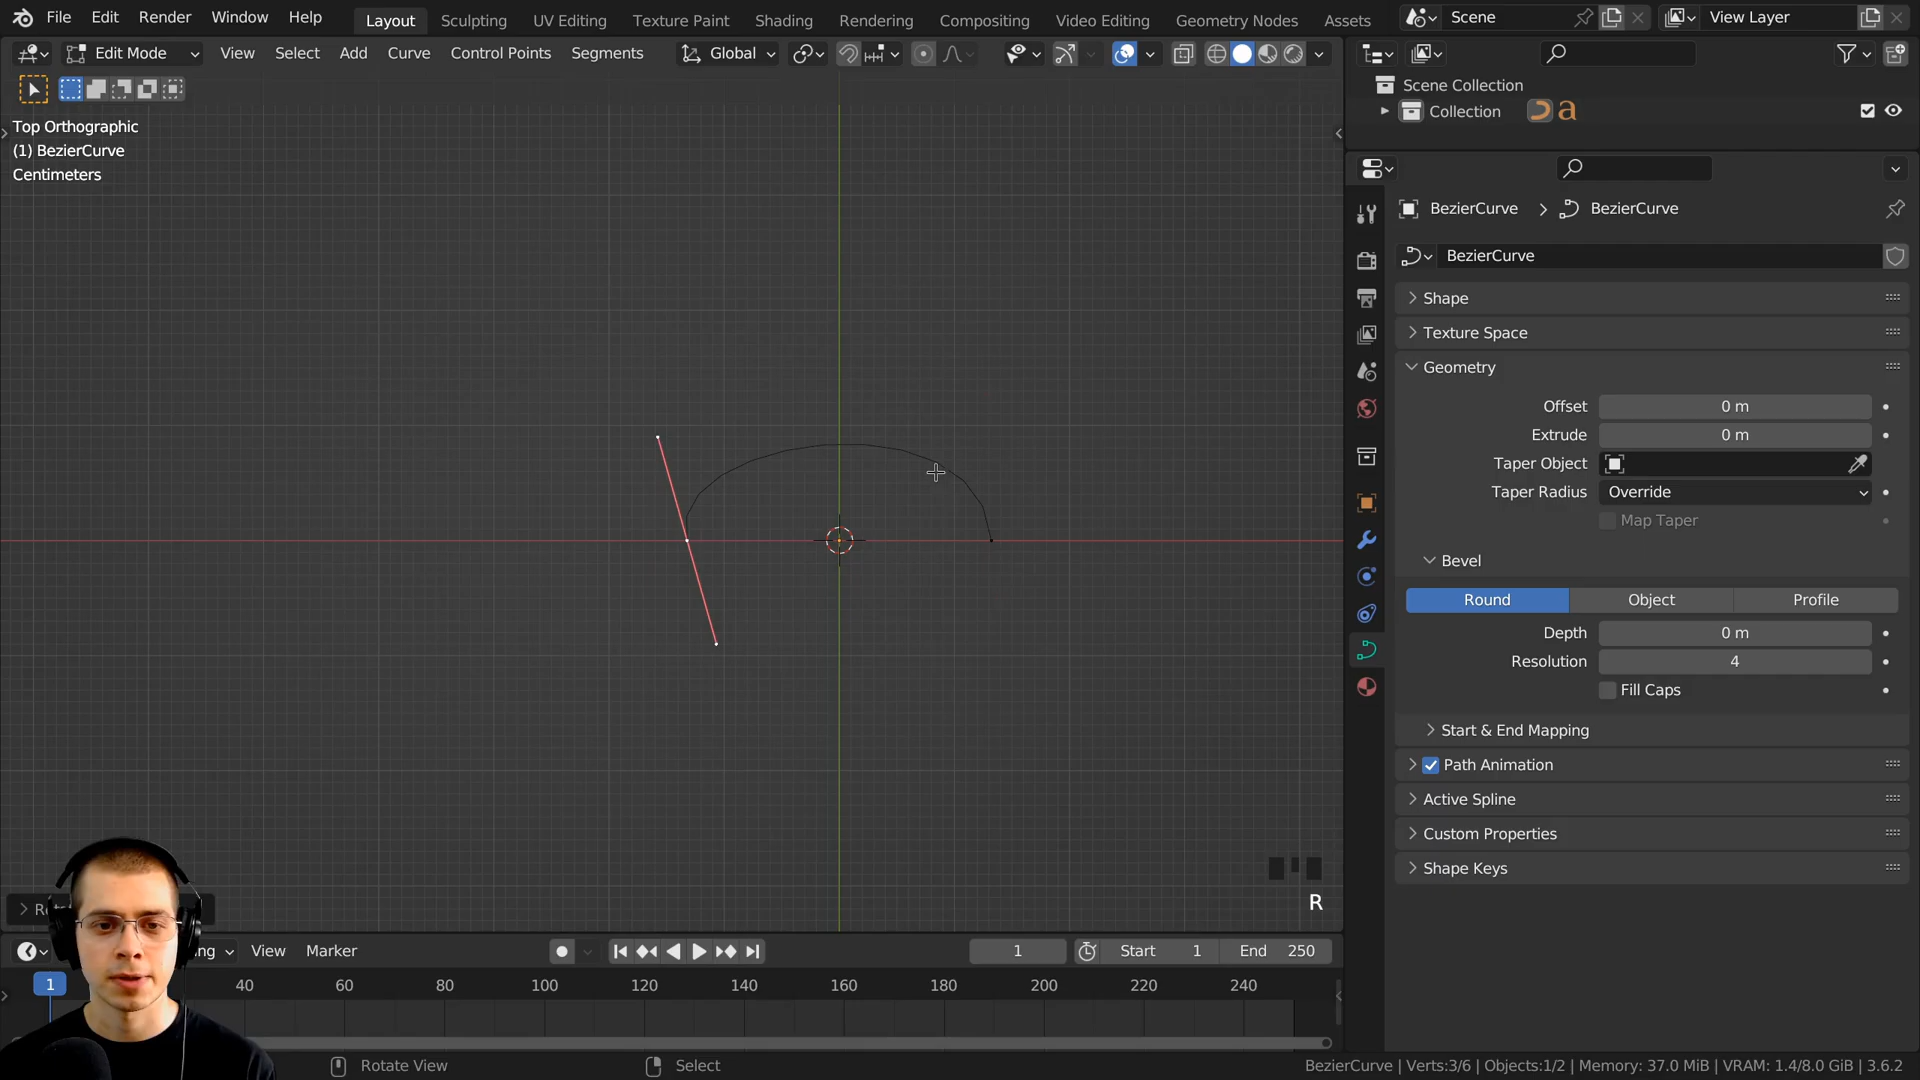 File Edit Render Window Help Layout Sculpting UV Editing Texture Paint Shading Rendering Compositing Video Editing Geometry Nodes Assets Scene View Layer
Edit Mode View Select Add Curve Control Points Segments Global
Top Orthographic
(1) BezierCurve
Centimeters
Scene Collection
Collection
BezierCurve > BezierCurve
BezierCurve
Shape
Texture Space
Geometry
Offset 0 m
Extrude 0 m
Taper Object
Taper Radius Override
Map Taper
Bevel
Round Object Profile
Depth 0 m
Resolution 4
Fill Caps
Start & End Mapping
Path Animation
Active Spline
Custom Properties
Shape Keys
R
View Marker 1 Start 1 End 250
1 40 60 80 100 120 140 160 180 200 220 240
Rotate View Select BezierCurve | Verts:3/6 | Objects:1/2 | Memory: 37.0 MiB | VRAM: 1.4/8.0 GiB | 3.6.2